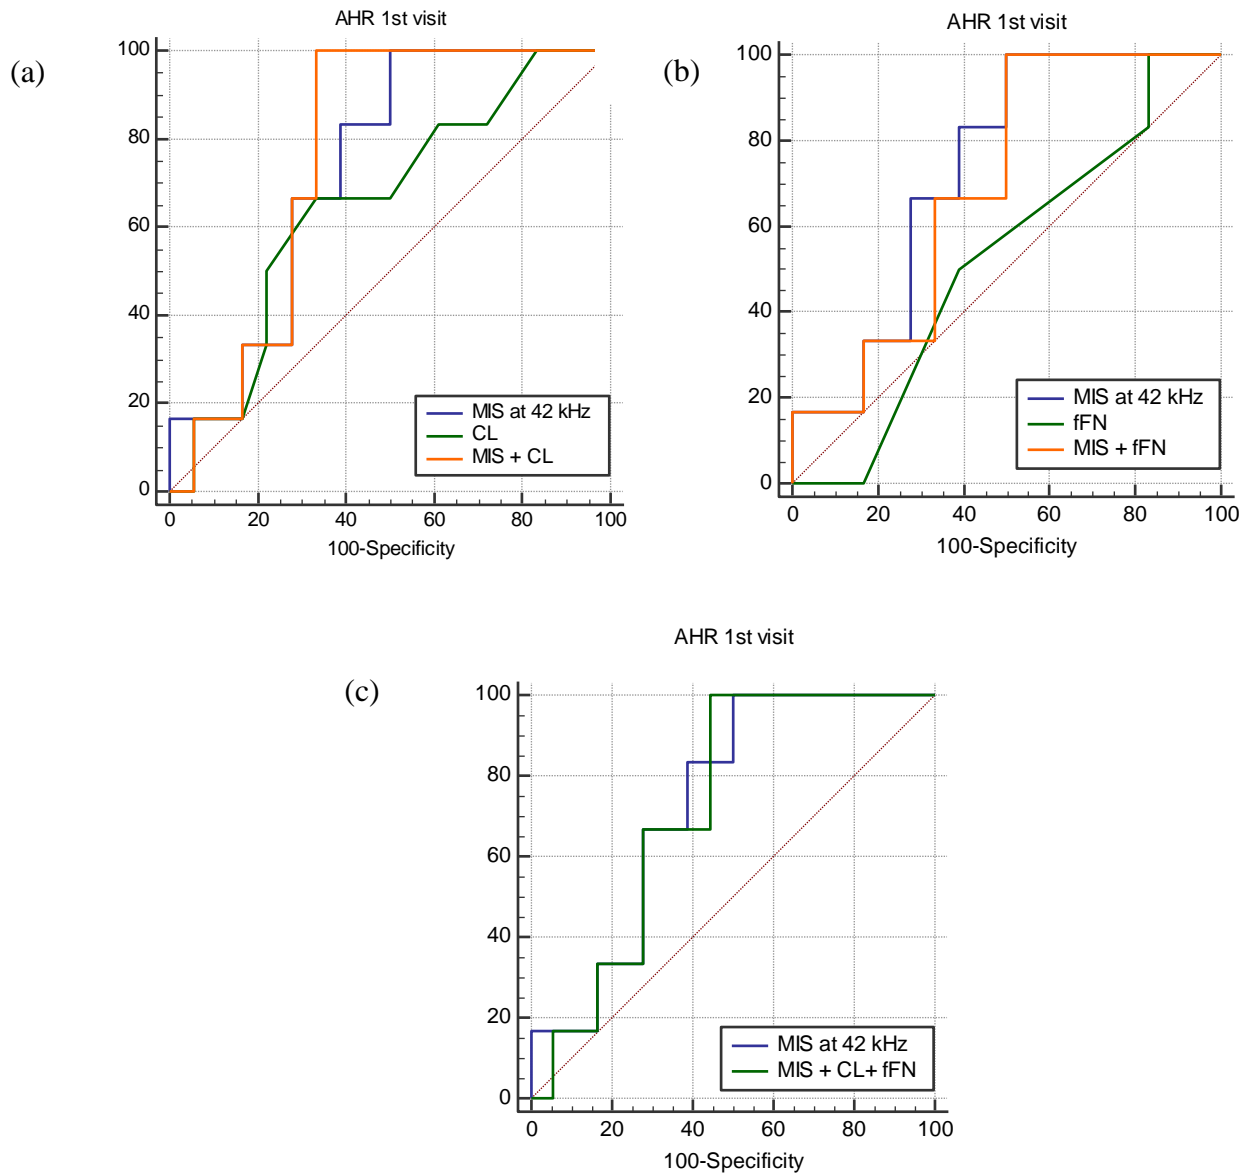 AHR 1st visit
(a)
100
80
60
40
20
0
0 20 40 60 80 100
100-Specificity
MIS at 42 kHz
CL
MIS + CL
AHR 1st visit
(b)
100
80
60
40
20
0
0 20 40 60 80 100
100-Specificity
MIS at 42 kHz
fFN
MIS + fFN
AHR 1st visit
(c)
100
80
60
40
20
0
0 20 40 60 80 100
100-Specificity
MIS at 42 kHz
MIS + CL+ fFN